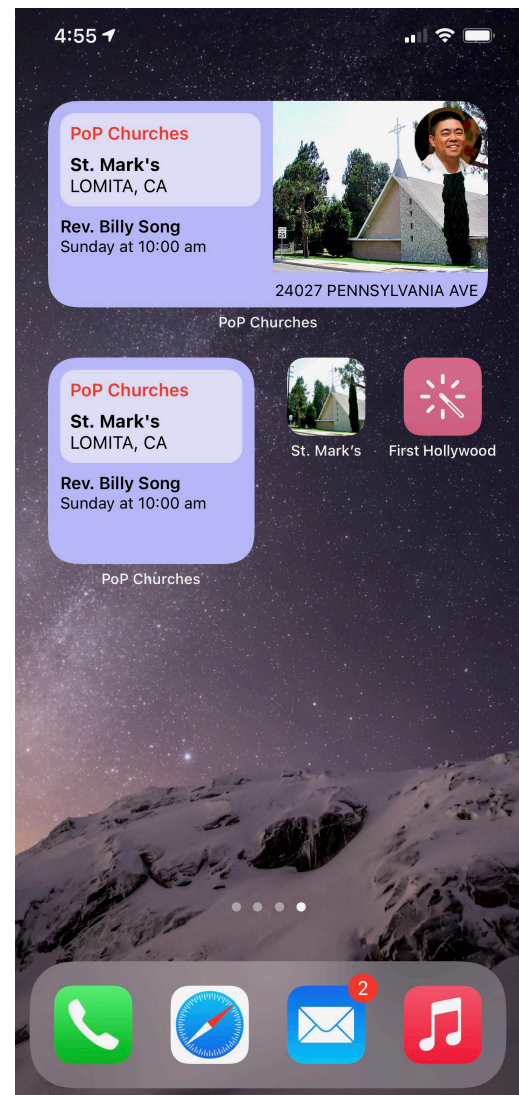 4:55
PoP Churches
St. Mark's
LOMITA, CA
Rev. Billy Song
Sunday at 10:00 am
24027 PENNSYLVANIA AVE
PoP Churches
PoP Churches
St. Mark's
LOMITA, CA
Rev. Billy Song
Sunday at 10:00 am
PoP Churches
St. Mark's
First Hollywood
2